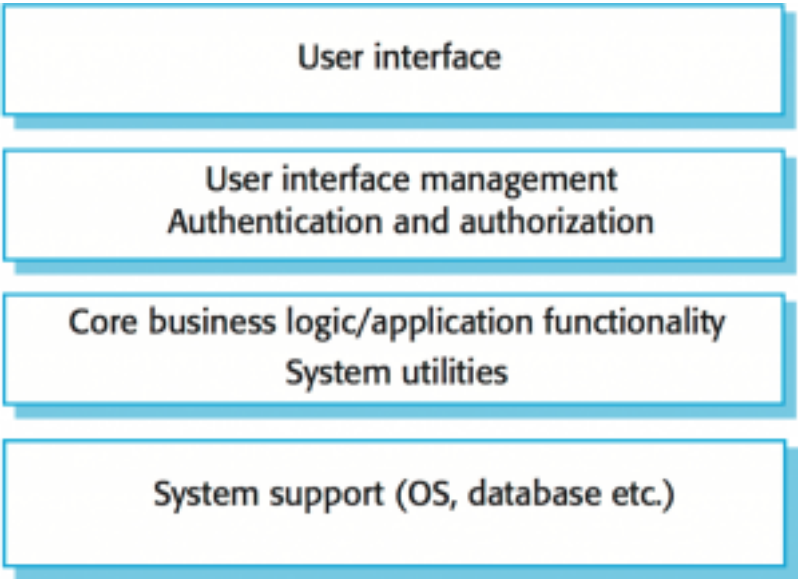 User interface
User interface management
Authentication and authorization
Core business logic/application functionality
System utilities
System support (OS, database etc.)